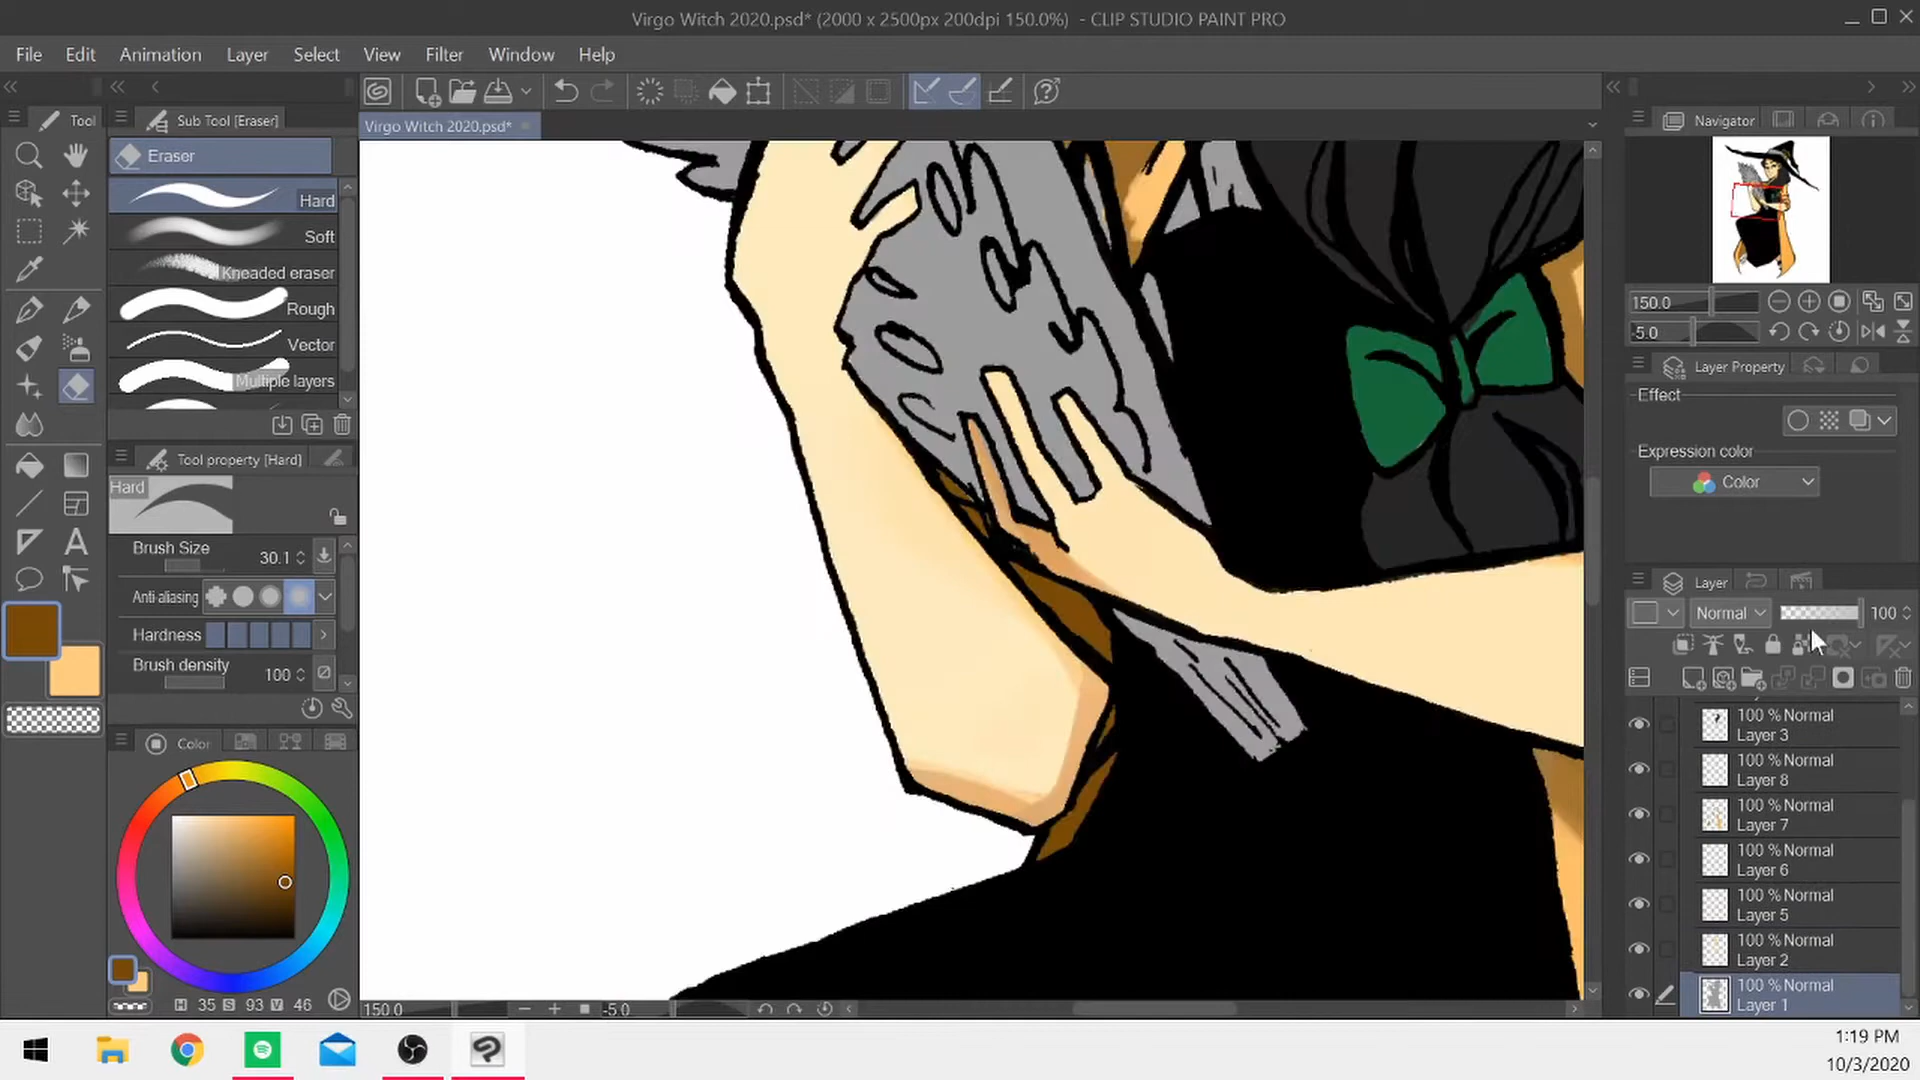 Virgo Witch 2020.psd* (2000 x 2500px 200dpi 150.0%) - CLIP STUDIO PAINT PRO
File Edit Animation Layer Select View Filter Window Help
Tool
Sub Tool [Eraser]
Virgo Witch 2020.psd*
Navigator
Eraser
Hard
Soft
Kneaded eraser
Rough
Vector
Multiple layers
150.0
-5.0
Layer Property
Effect
Expression color
Color
Tool property [Hard]
Hard
Brush Size 30.1
Anti-aliasing
Hardness
Brush density 100
Layer
Normal 100
100 % Normal
Layer 3
100 % Normal
Layer 8
100 % Normal
Layer 7
100 % Normal
Layer 6
100 % Normal
Layer 5
100 % Normal
Layer 2
100 % Normal
Layer 1
Color
H 35 S 93 V 46
150.0 -5.0
1:19 PM
10/3/2020